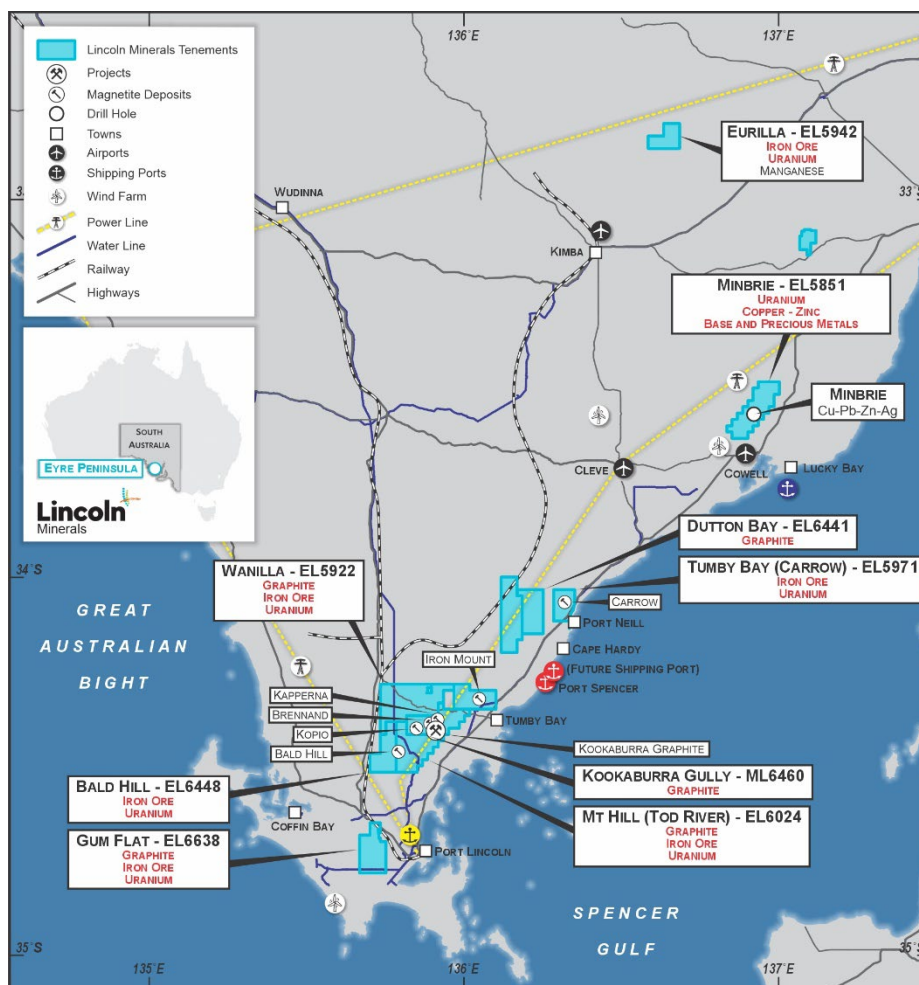 136°E
137°E
Lincoln Minerals Tenements
Projects
Magnetite Deposits
Drill Hole
Towns
Airports
Shipping Ports
Wind Farm
Power Line
Water Line
Railway
Highways
EURILLA - EL5942
IRON ORE
URANIUM
MANGANESE
33°S
33°S
WUDINNA
KIMBA
MINBRIE - EL5851
URANIUM
COPPER - ZINC
BASE AND PRECIOUS METALS
SOUTH
AUSTRALIA
EYRE PENINSULA
Lincoln
Minerals
MINBRIE
Cu-Pb-Zn-Ag
CLEVE
COWELL
LUCKY BAY
DUTTON BAY - EL6441
GRAPHITE
WANILLA - EL5922
GRAPHITE
IRON ORE
URANIUM
TUMBY BAY (CARROW) - EL5971
IRON ORE
URANIUM
34°S
34°S
GREAT
AUSTRALIAN
BIGHT
CARROW
PORT NEILL
CAPE HARDY
(FUTURE SHIPPING PORT)
PORT SPENCER
IRON MOUNT
KAPPERNA
BRENNAND
KOPIO
BALD HILL
TUMBY BAY
KOOKABURRA GRAPHITE
KOOKABURRA GULLY - ML6460
GRAPHITE
BALD HILL - EL6448
IRON ORE
URANIUM
MT HILL (TOD RIVER) - EL6024
GRAPHITE
IRON ORE
URANIUM
COFFIN BAY
GUM FLAT - EL6638
GRAPHITE
IRON ORE
URANIUM
PORT LINCOLN
SPENCER
GULF
35°S
35°S
135°E
136°E
137°E